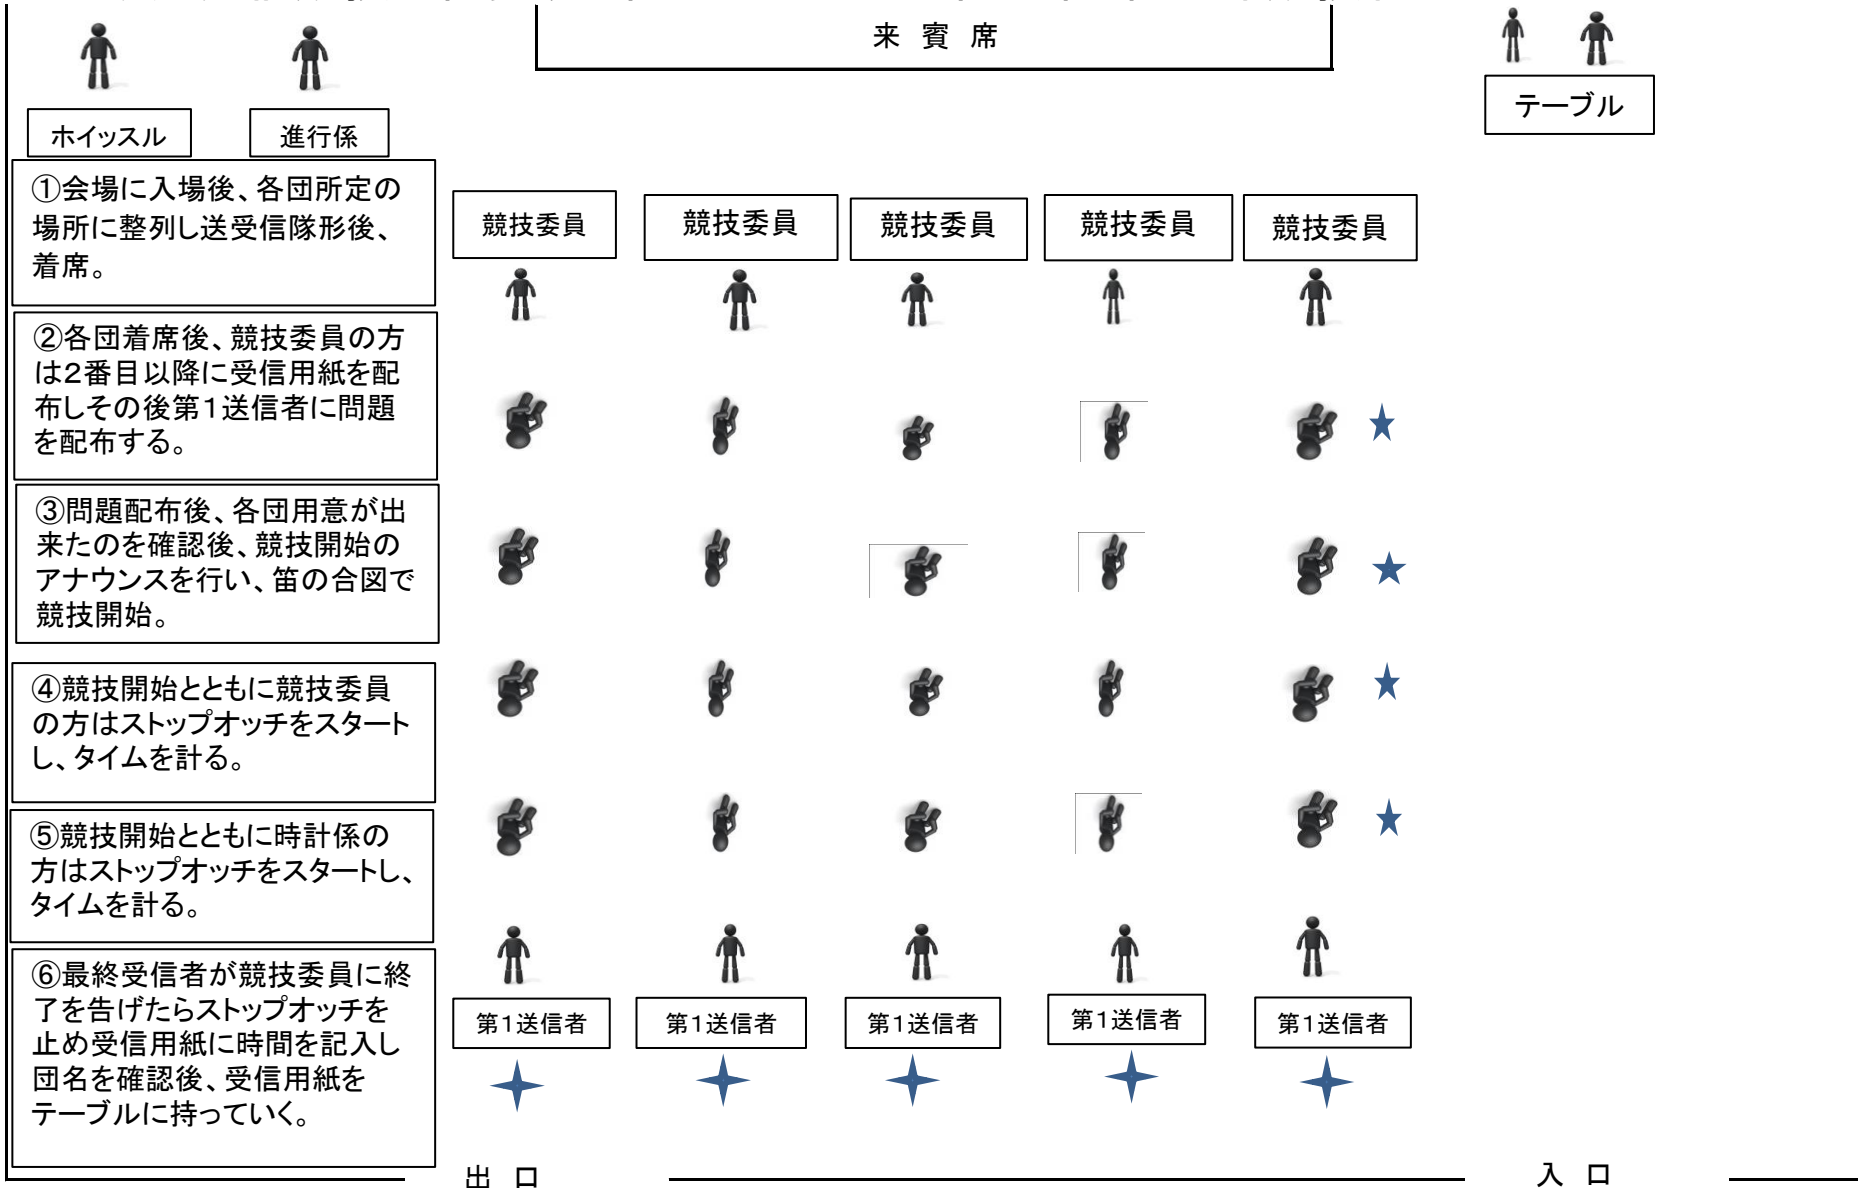 来 賓 席
ホイッスル
進行係
テーブル
①会場に入場後、各団所定の
場所に整列し送受信隊形後、
着席。
②各団着席後、競技委員の方
は2番目以降に受信用紙を配
布しその後第1送信者に問題
を配布する。
③問題配布後、各団用意が出
来たのを確認後、競技開始の
アナウンスを行い、笛の合図で
競技開始。
④競技開始とともに競技委員
の方はストップオッチをスタート
し、タイムを計る。
⑤競技開始とともに時計係の
方はストップオッチをスタートし、
タイムを計る。
⑥最終受信者が競技委員に終
了を告げたらストップオッチを
止め受信用紙に時間を記入し
団名を確認後、受信用紙を
テーブルに持っていく。
競技委員
競技委員
競技委員
競技委員
競技委員
第1送信者
第1送信者
第1送信者
第1送信者
第1送信者
出 口
入 口